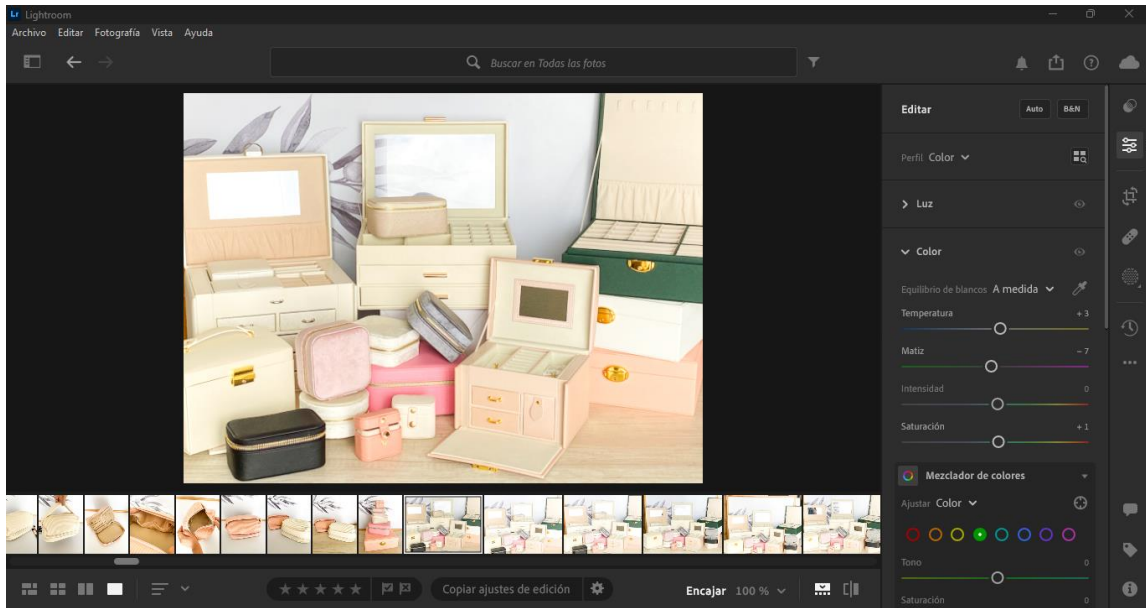 Lr Lightroom
Archivo Editar Fotografía Vista Ayuda
Buscar en Todas las fotos
Editar Auto B&N
Perfil Color
Luz
Color
Equilibrio de blancos A medida
Temperatura + 3
Matiz - 7
Intensidad 0
Saturación + 1
Mezclador de colores
Ajustar Color
Tono 0
Saturación 0
Copiar ajustes de edición
Encajar 100 %